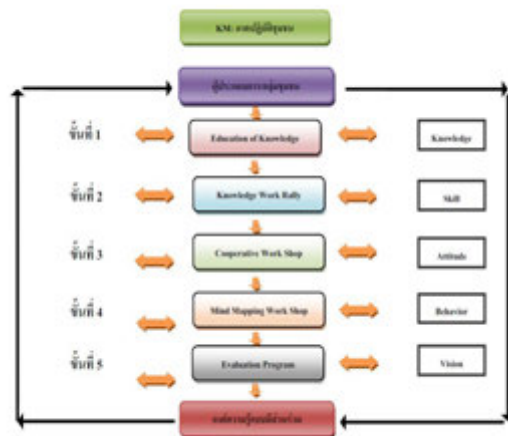 ขั้นที่ 1
Education of Knowledge
Knowledge
ขั้นที่ 2
Knowledge Work Rally
Skill
ขั้นที่ 3
Cooperative Work Shop
Attitude
ขั้นที่ 4
Mind Mapping Work Shop
Behavior
ขั้นที่ 5
Evaluation Program
Vision